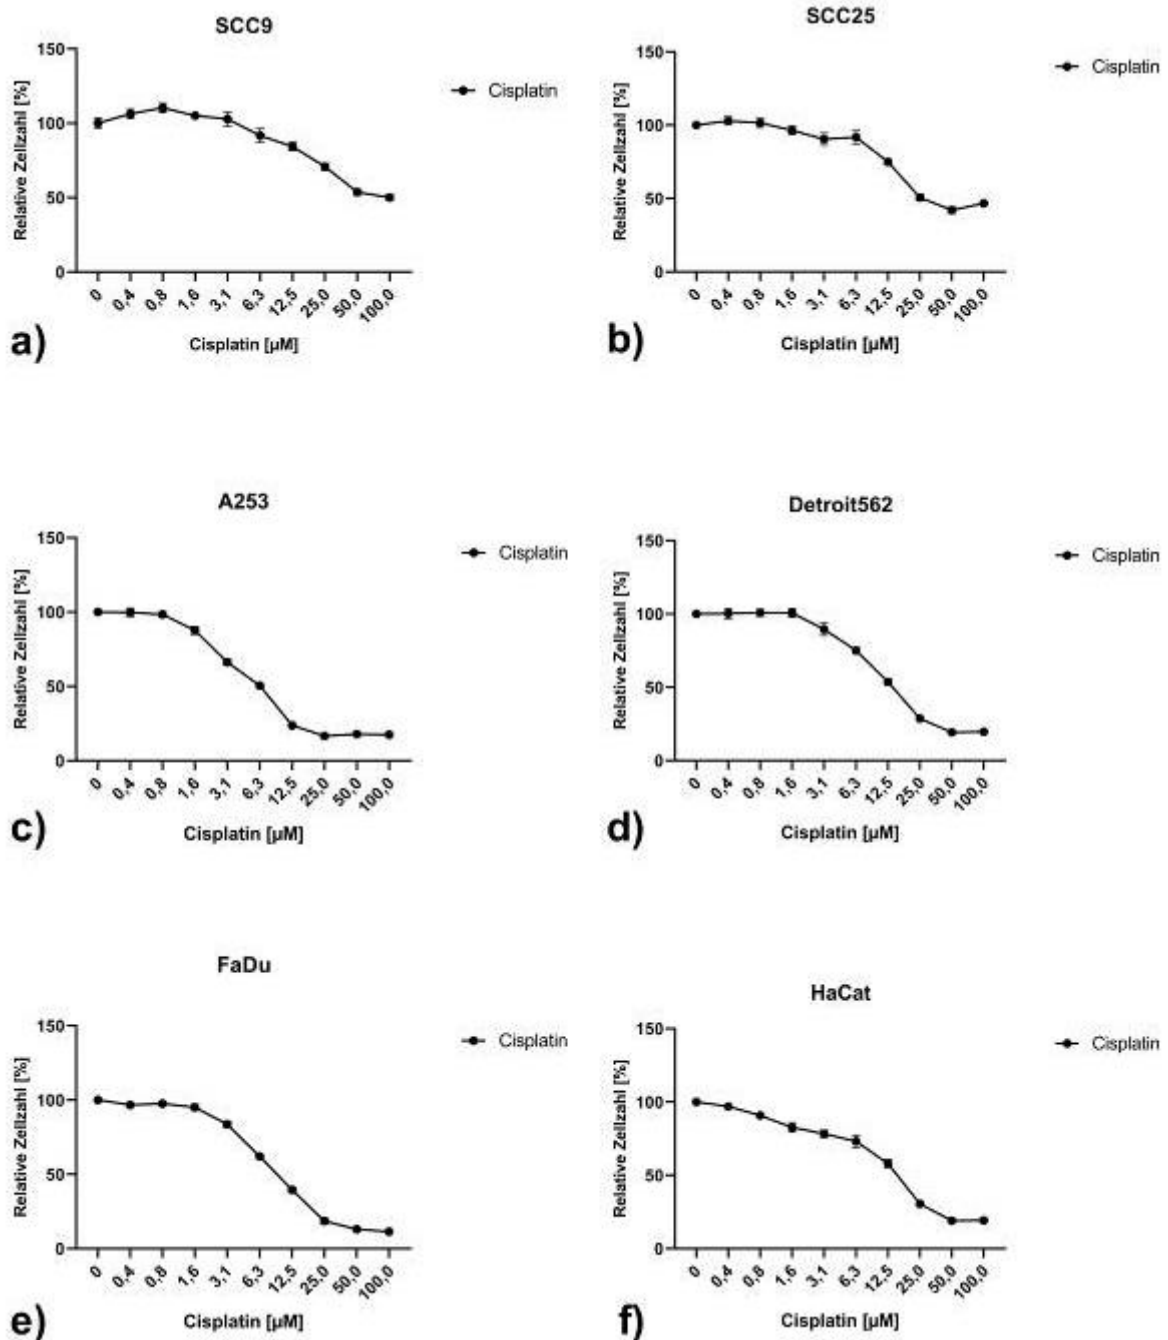 SCC9
150
100
50
0
Relative Zellzahl [%]
Cisplatin
0 0,4 0,8 1,6 3,1 6,3 12,5 25,0 50,0 100,0
Cisplatin [µM]
a)
SCC25
150
100
50
0
Relative Zellzahl [%]
Cisplatin
0 0,4 0,8 1,6 3,1 6,3 12,5 25,0 50,0 100,0
Cisplatin [µM]
b)
A253
150
100
50
0
Relative Zellzahl [%]
Cisplatin
0 0,4 0,8 1,6 3,1 6,3 12,5 25,0 50,0 100,0
Cisplatin [µM]
c)
Detroit562
150
100
50
0
Relative Zellzahl [%]
Cisplatin
0 0,4 0,8 1,6 3,1 6,3 12,5 25,0 50,0 100,0
Cisplatin [µM]
d)
FaDu
150
100
50
0
Relative Zellzahl [%]
Cisplatin
0 0,4 0,8 1,6 3,1 6,3 12,5 25,0 50,0 100,0
Cisplatin [µM]
e)
HaCat
150
100
50
0
Relative Zellzahl [%]
Cisplatin
0 0,4 0,8 1,6 3,1 6,3 12,5 25,0 50,0 100,0
Cisplatin [µM]
f)